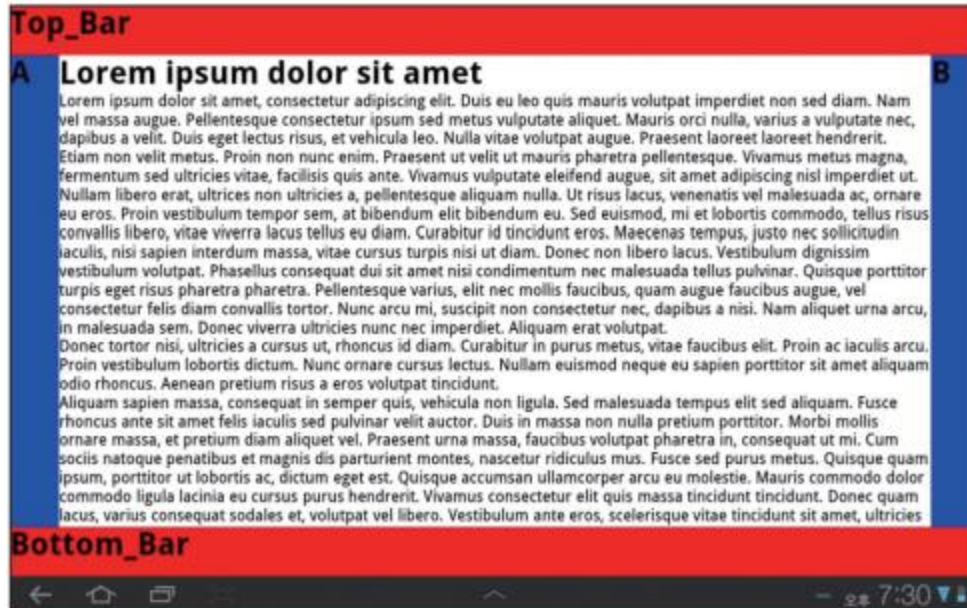 Top_Bar
A
Lorem ipsum dolor sit amet
B
Lorem ipsum dolor sit amet, consectetur adipiscing elit. Duis eu leo quis mauris volutpat imperdiet non sed diam. Nam
vel massa augue. Pellentesque consectetur ipsum sed metus vulputate aliquet. Mauris orci nulla, varius a vulputate nec,
dapibus a velit. Duis eget lectus risus, et vehicula leo. Nulla vitae volutpat augue. Praesent laoreet laoreet hendrerit.
Etiam non velit metus. Proin non nunc enim. Praesent ut velit ut mauris pharetra pellentesque. Vivamus metus magna,
fermentum sed ultricies vitae, facilisis quis ante. Vivamus vulputate eleifend augue, sit amet adipiscing nisl imperdiet ut.
Nullam libero erat, ultrices non ultricies a, pellentesque aliquam nulla. Ut risus lacus, venenatis vel malesuada ac, ornare
eu eros. Proin vestibulum tempor sem, at bibendum elit bibendum eu. Sed euismod, mi et lobortis commodo, tellus risus
convallis libero, vitae viverra lacus tellus eu diam. Curabitur id tincidunt eros. Maecenas tempus, justo nec sollicitudin
iaculis, nisi sapien interdum massa, vitae cursus turpis nisi ut diam. Donec non libero lacus. Vestibulum dignissim
vestibulum volutpat. Phasellus consequat dui sit amet nisi condimentum nec malesuada tellus pulvinar. Quisque porttitor
turpis eget risus pharetra pharetra. Pellentesque varius, elit nec mollis faucibus, quam augue faucibus augue, vel
consectetur felis diam convallis tortor. Nunc arcu mi, suscipit non consectetur nec, dapibus a nisi. Nam aliquet urna arcu,
in malesuada sem. Donec viverra ultricies nunc nec imperdiet. Aliquam erat volutpat.
Donec tortor nisi, ultricies a cursus ut, rhoncus id diam. Curabitur in purus metus, vitae faucibus elit. Proin ac iaculis arcu.
Proin vestibulum lobortis dictum. Nunc ornare cursus lectus. Nullam euismod neque eu sapien porttitor sit amet aliquam
odio rhoncus. Aenean pretium risus a eros volutpat tincidunt.
Aliquam sapien massa, consequat in semper quis, vehicula non ligula. Sed malesuada tempus elit sed aliquam. Fusce
rhoncus ante sit amet felis iaculis sed pulvinar velit auctor. Duis in massa non nulla pretium porttitor. Morbi mollis
ornare massa, et pretium diam aliquet vel. Praesent urna massa, faucibus volutpat pharetra in, consequat ut mi. Cum
sociis natoque penatibus et magnis dis parturient montes, nascetur ridiculus mus. Fusce sed purus metus. Quisque quam
ipsum, porttitor ut lobortis ac, dictum eget est. Quisque accumsan ullamcorper arcu eu molestie. Mauris commodo dolor
commodo ligula lacinia eu cursus purus hendrerit. Vivamus consectetur elit quis massa tincidunt tincidunt. Donec quam
lacus, varius consequat sodales et, volutpat vel libero. Vestibulum ante eros, scelerisque vitae tincidunt sit amet, ultricies
Bottom_Bar
오후 7:30